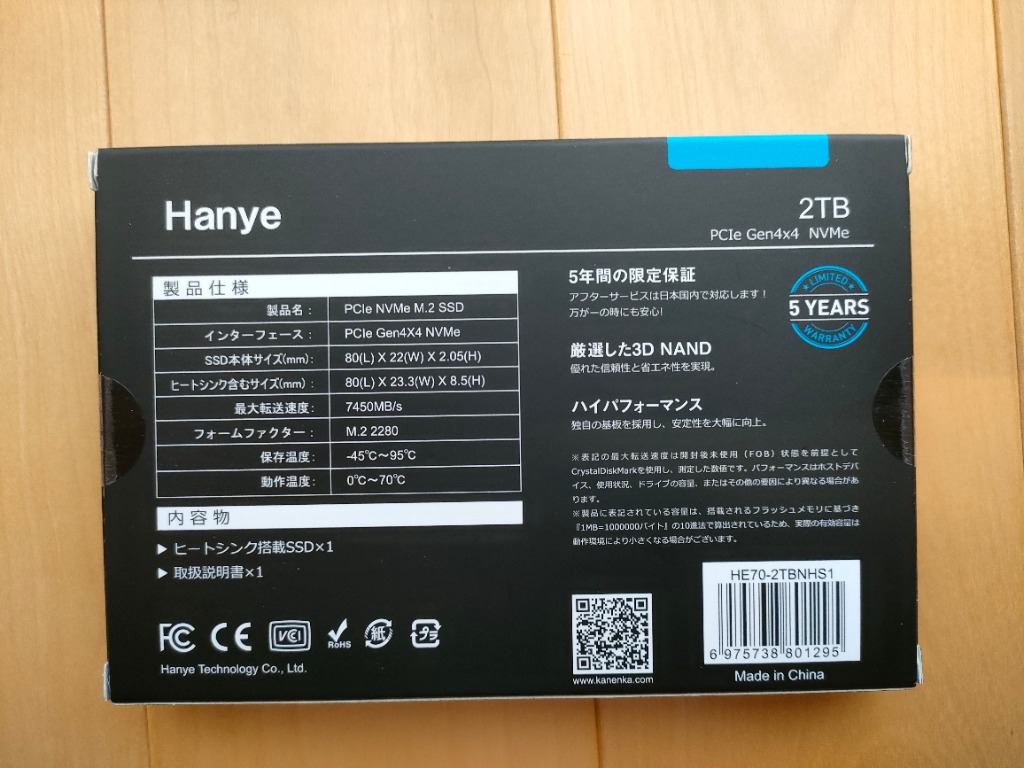 Hanye
2TB
PCIe Gen4x4 NVMe
製品仕様
製品名： PCIe NVMe M.2 SSD
インターフェース： PCIe Gen4X4 NVMe
SSD本体サイズ(mm)： 80(L) X 22(W) X 2.05(H)
ヒートシンク含むサイズ(mm)： 80(L) X 23.3(W) X 8.5(H)
最大転送速度： 7450MB/s
フォームファクター： M.2 2280
保存温度： -45℃～95℃
動作温度： 0℃～70℃
内容物
▶ ヒートシンク搭載SSD×1
▶ 取扱説明書×1
FC CE VCCI RoHS 紙 プラ
Hanye Technology Co., Ltd.
5年間の限定保証
アフターサービスは日本国内で対応します！
万が一の時にも安心!
LIMITED
5 YEARS
WARRANTY
厳選した3D NAND
優れた信頼性と省エネ性を実現。
ハイパフォーマンス
独自の基板を採用し、安定性を大幅に向上。
※表記の最大転送速度は開封後未使用（FOB）状態を前提として
CrystalDiskMarkを使用し、測定した数値です。パフォーマンスはホストデバ
イス、使用状況、ドライブの容量、またはその他の要因により異なる場合があ
ります。
※製品に表記されている容量は、搭載されるフラッシュメモリに基づき
『1MB=1000000バイト』の10進法で算出されているため、実際の有効容量は
動作環境により小さくなる場合がございます。
www.kanenka.com
HE70-2TBNHS1
6 975738 801295
Made in China